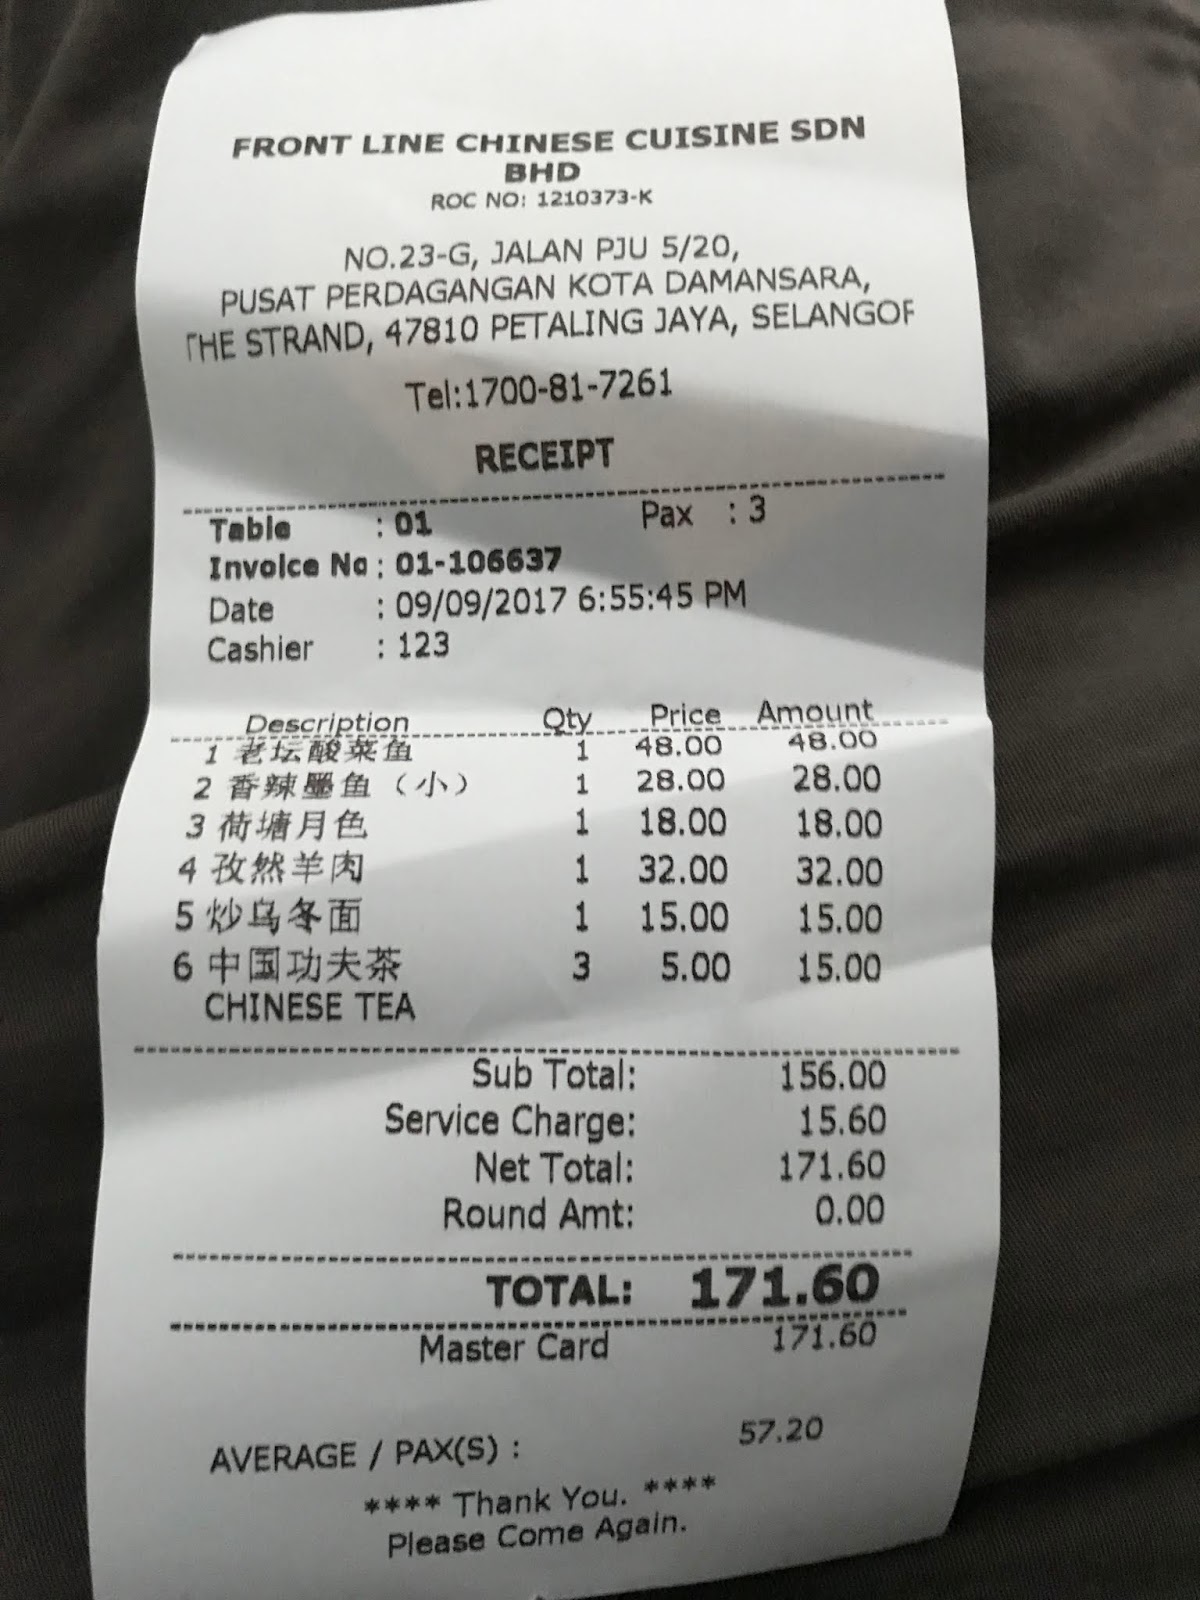 FRONT LINE CHINESE CUISINE SDN
BHD
ROC NO: 1210373-K
NO.23-G, JALAN PJU 5/20,
PUSAT PERDAGANGAN KOTA DAMANSARA,
THE STRAND, 47810 PETALING JAYA, SELANGOR
Tel:1700-81-7261
RECEIPT
Table : 01 Pax : 3
Invoice No : 01-106637
Date : 09/09/2017 6:55:45 PM
Cashier : 123
Description Qty Price Amount
1 老坛酸菜鱼 1 48.00 48.00
2 香辣墨鱼（小） 1 28.00 28.00
3 荷塘月色 1 18.00 18.00
4 孜然羊肉 1 32.00 32.00
5 炒乌冬面 1 15.00 15.00
6 中国功夫茶 3 5.00 15.00
CHINESE TEA
Sub Total: 156.00
Service Charge: 15.60
Net Total: 171.60
Round Amt: 0.00
TOTAL: 171.60
Master Card 171.60
AVERAGE / PAX(S) : 57.20
**** Thank You. ****
Please Come Again.